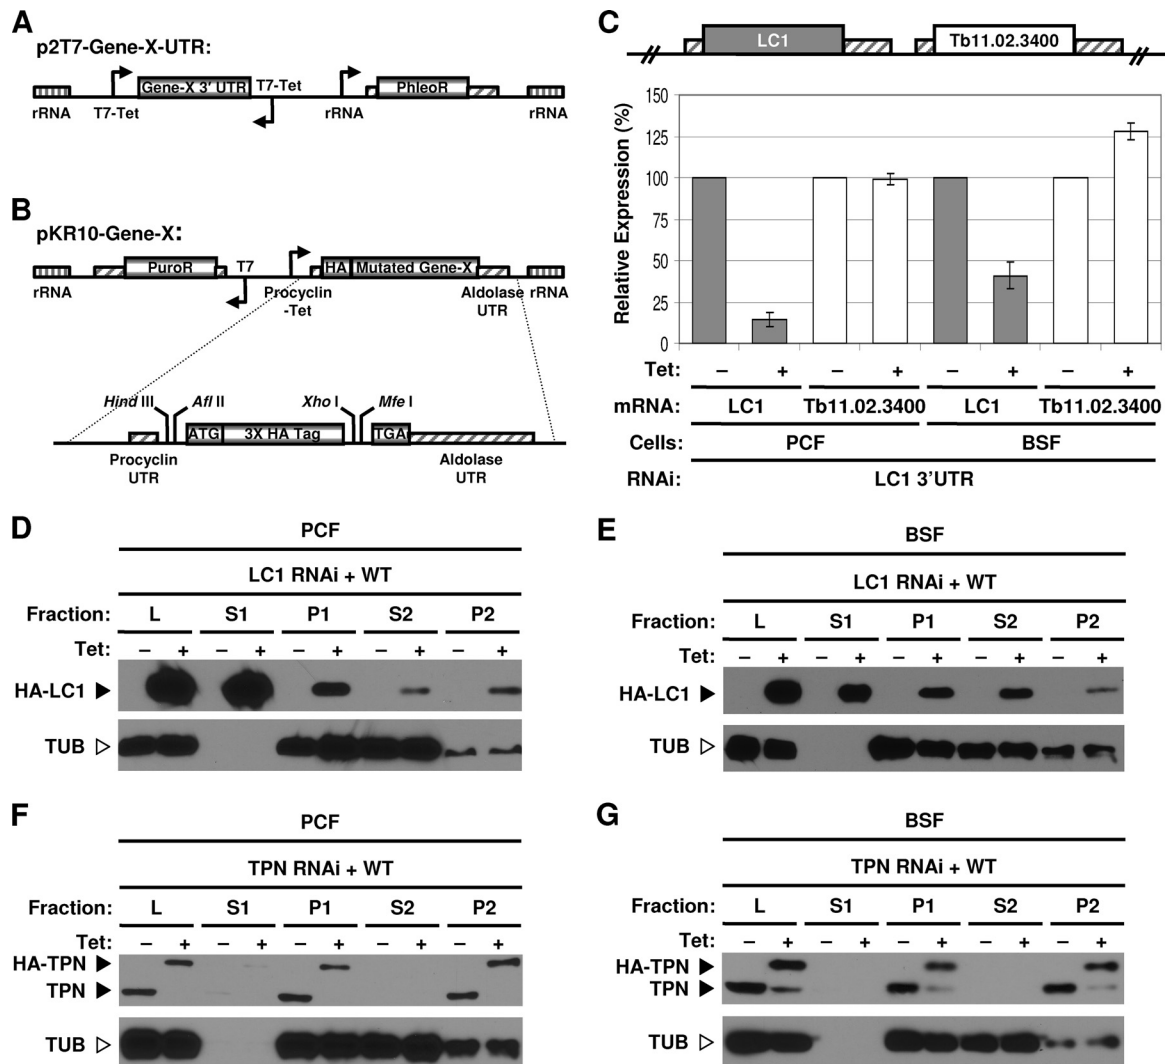 A
p2T7-Gene-X-UTR:
Gene-X 3' UTR
T7-Tet
PhleoR
rRNA
T7-Tet
rRNA
rRNA
B
pKR10-Gene-X:
PuroR
T7
HA
Mutated Gene-X
rRNA
Procyclin
-Tet
Aldolase
UTR
rRNA
Hind III
Afl II
Xho I
Mfe I
ATG
3X HA Tag
TGA
Procyclin
UTR
Aldolase
UTR
C
LC1
Tb11.02.3400
Relative Expression (%)
150
125
100
75
50
25
0
Tet: – + – + – + – +
mRNA: LC1 Tb11.02.3400 LC1 Tb11.02.3400
Cells: PCF BSF
RNAi: LC1 3’UTR
D
PCF
LC1 RNAi + WT
Fraction: L S1 P1 S2 P2
Tet: – + – + – + – + – +
HA-LC1
TUB
E
BSF
LC1 RNAi + WT
Fraction: L S1 P1 S2 P2
Tet: – + – + – + – + – +
HA-LC1
TUB
F
PCF
TPN RNAi + WT
Fraction: L S1 P1 S2 P2
Tet: – + – + – + – + – +
HA-TPN
TPN
TUB
G
BSF
TPN RNAi + WT
Fraction: L S1 P1 S2 P2
Tet: – + – + – + – + – +
HA-TPN
TPN
TUB